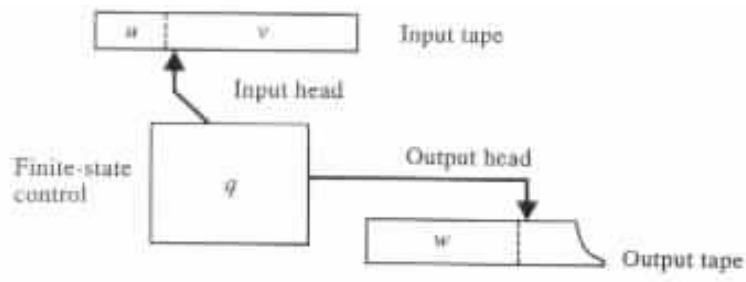 u v Input tape
Input head
Finite-state
control
q
Output head
w
Output tape